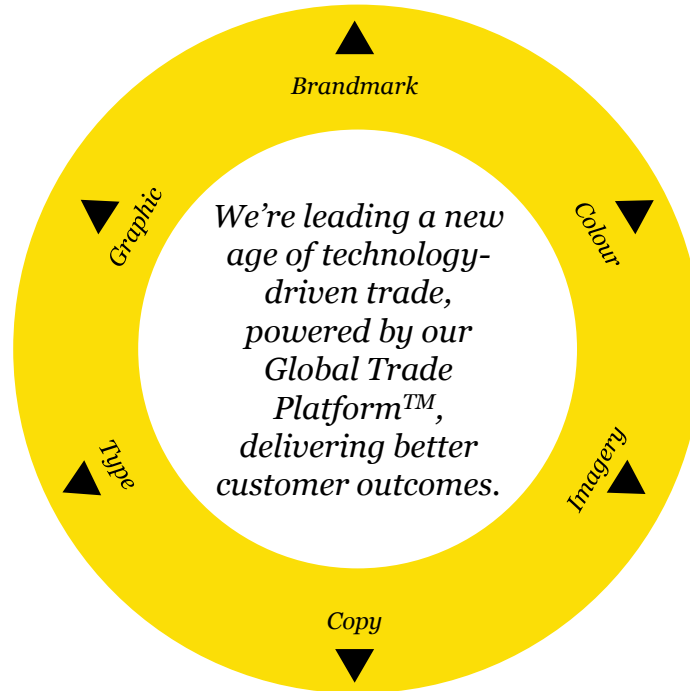 Brandmark
Graphic
Colour
We’re leading a new
age of technology-
driven trade,
powered by our
Global Trade
Platform™,
delivering better
customer outcomes.
Type
Imagery
Copy